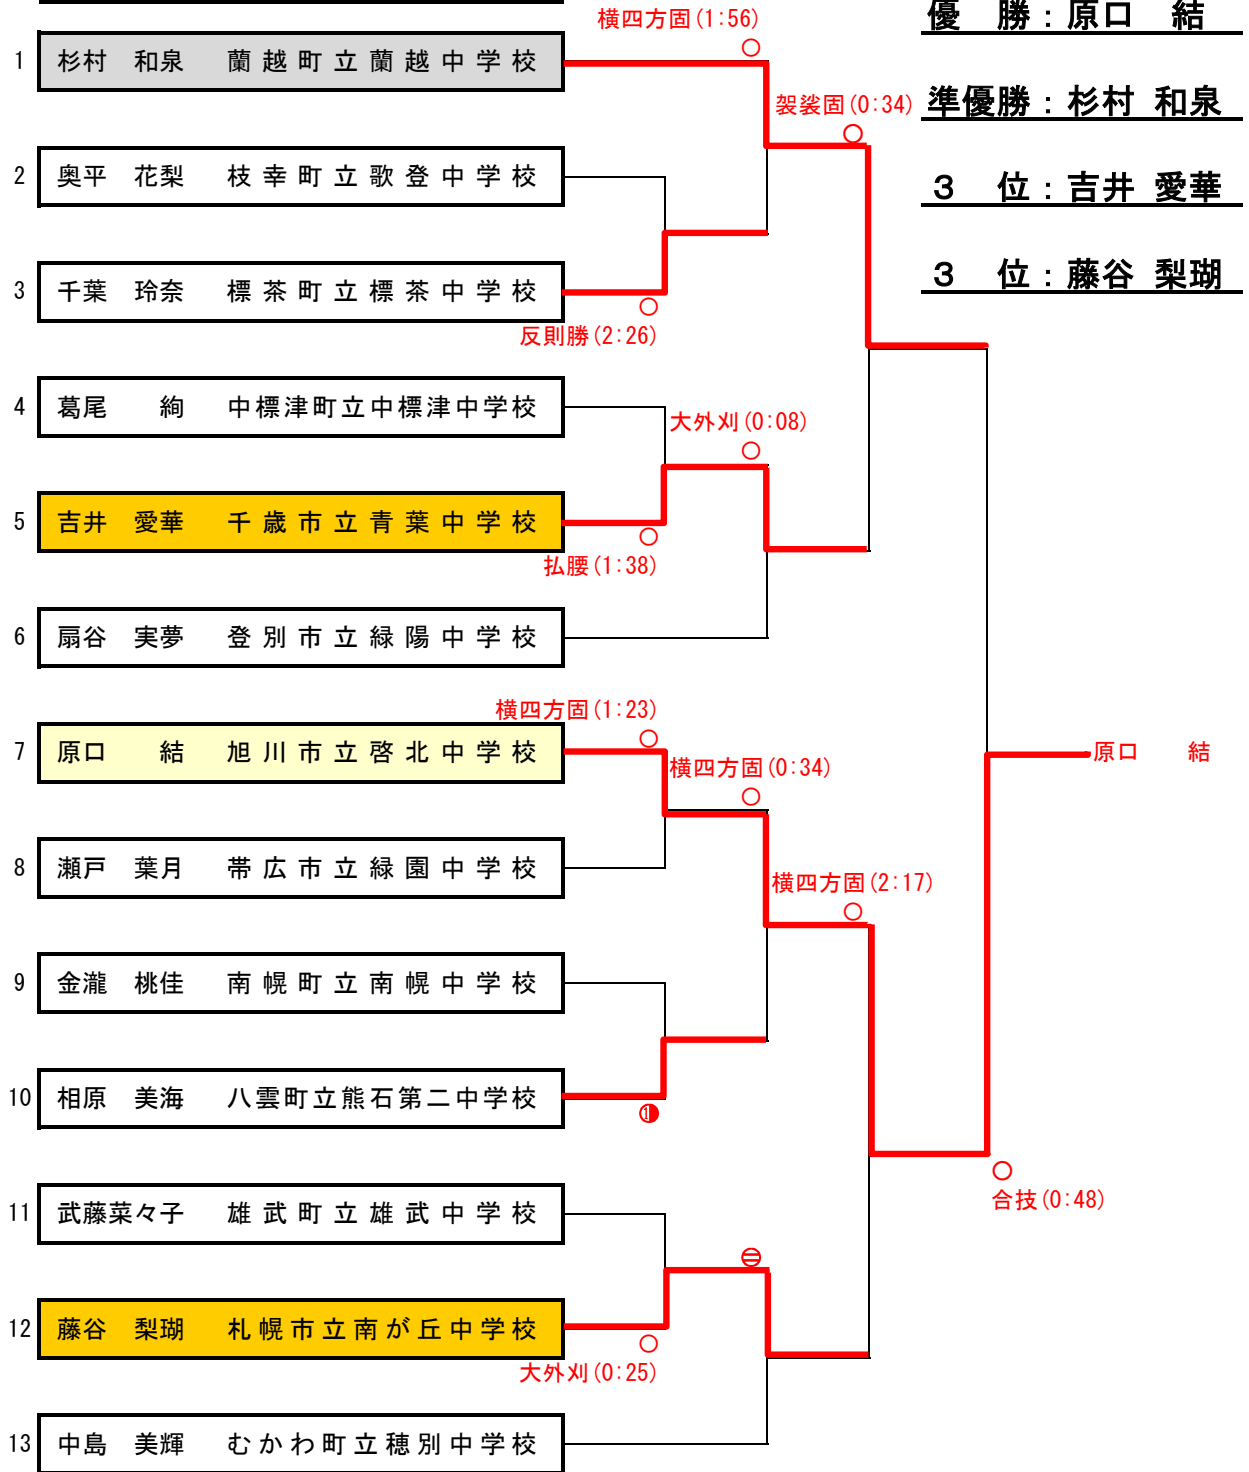 横四方固(1:56)
優　勝：原口　結
1 杉村　和泉　蘭越町立蘭越中学校
袈裟固(0:34)
準優勝：杉村 和泉
2 奥平　花梨　枝幸町立歌登中学校
３　位：吉井 愛華
3 千葉　玲奈　標茶町立標茶中学校
３　位：藤谷 梨瑚
反則勝(2:26)
4 葛尾　絢　中標津町立中標津中学校
大外刈(0:08)
5 吉井　愛華　千歳市立青葉中学校
払腰(1:38)
6 扇谷　実夢　登別市立緑陽中学校
横四方固(1:23)
7 原口　結　旭川市立啓北中学校
原口　結
横四方固(0:34)
8 瀬戸　葉月　帯広市立緑園中学校
横四方固(2:17)
9 金瀧　桃佳　南幌町立南幌中学校
10 相原　美海　八雲町立熊石第二中学校
①
11 武藤菜々子　雄武町立雄武中学校
合技(0:48)
12 藤谷　梨瑚　札幌市立南が丘中学校
大外刈(0:25)
13 中島　美輝　むかわ町立穂別中学校